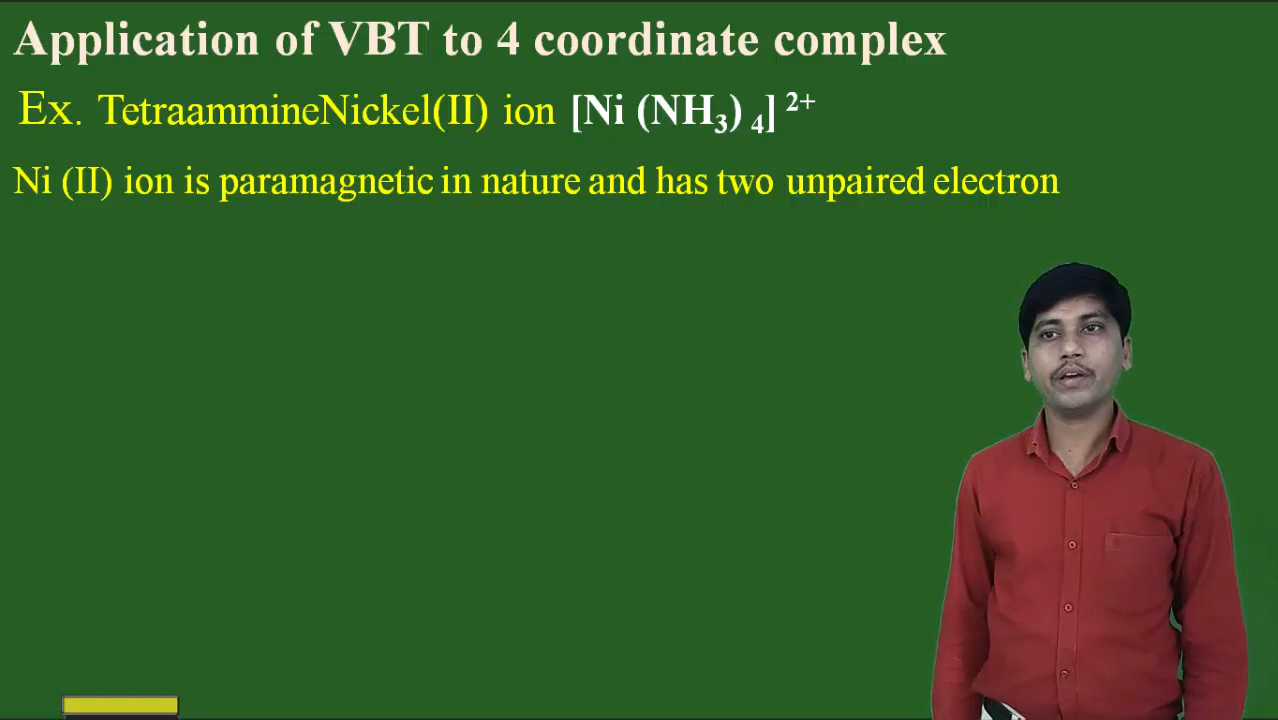 Application of VBT to 4 coordinate complex
Ex. TetraammineNickel(II) ion [Ni (NH₃) ₄] ²⁺
Ni (II) ion is paramagnetic in nature and has two unpaired electron